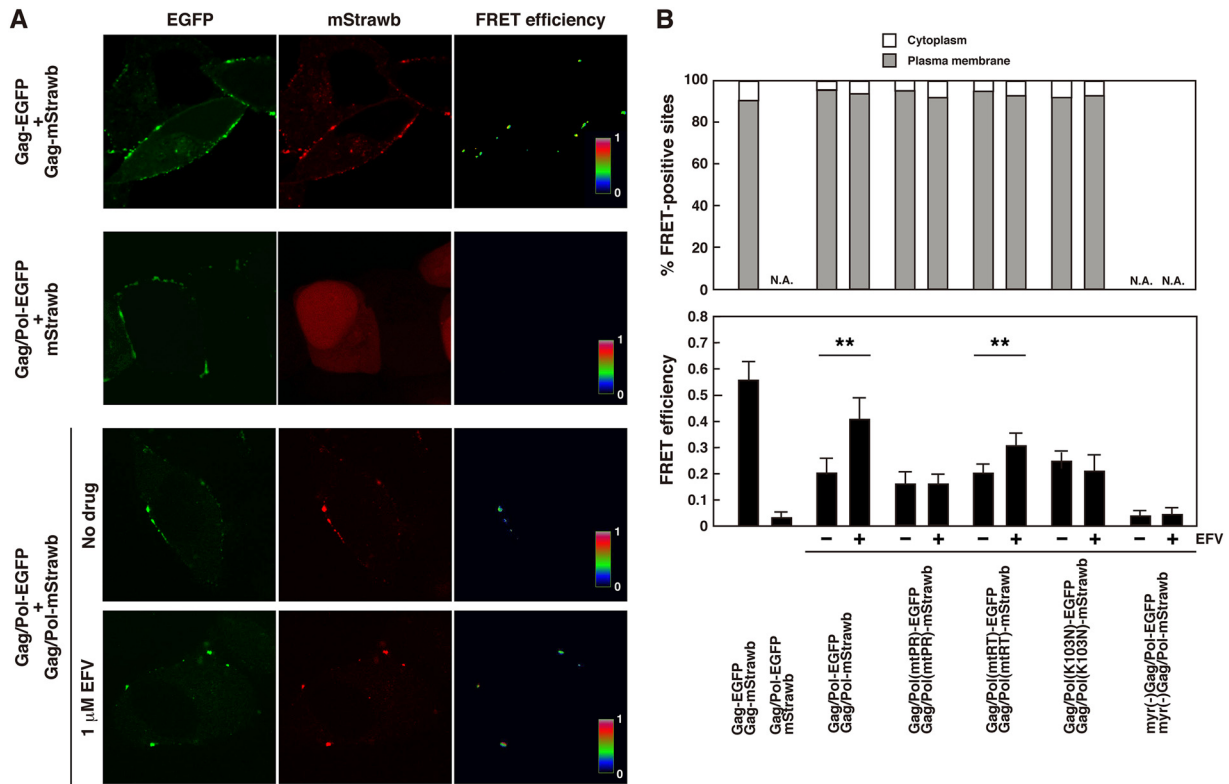 A
EGFP
mStrawb
FRET efficiency
Gag-EGFP
+
Gag-mStrawb
1
0
Gag/Pol-EGFP
+
mStrawb
1
0
Gag/Pol-EGFP
+
Gag/Pol-mStrawb
No drug
1
0
1 μM EFV
1
0
B
Cytoplasm
Plasma membrane
% FRET-positive sites
100
80
60
40
20
0
N.A.
N.A.
N.A.
FRET efficiency
0.8
0.7
0.6
0.5
0.4
0.3
0.2
0.1
0
**
**
− + − + − + − + − + EFV
Gag-EGFP
Gag-mStrawb
Gag/Pol-EGFP
mStrawb
Gag/Pol-EGFP
Gag/Pol-mStrawb
Gag/Pol(mtPR)-EGFP
Gag/Pol(mtPR)-mStrawb
Gag/Pol(mtRT)-EGFP
Gag/Pol(mtRT)-mStrawb
Gag/Pol(K103N)-EGFP
Gag/Pol(K103N)-mStrawb
myr(-)Gag/Pol-EGFP
myr(-)Gag/Pol-mStrawb